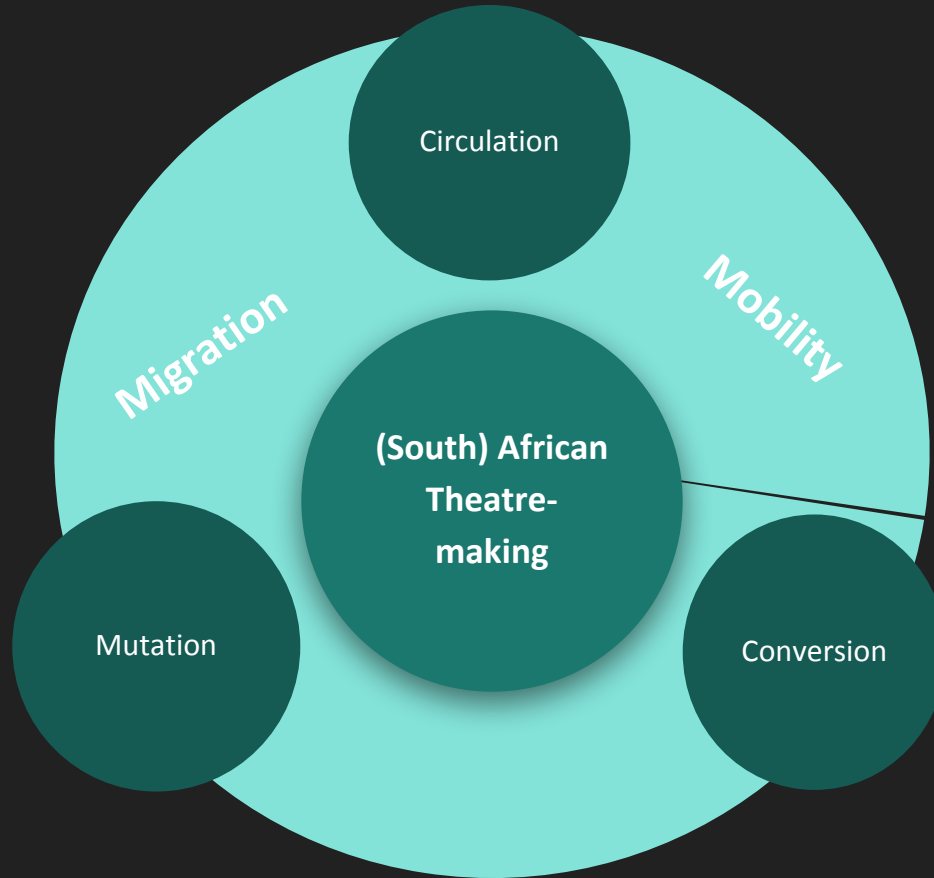 Circulation
Migration
Mobility
(South) African
Theatre-
making
Mutation
Conversion